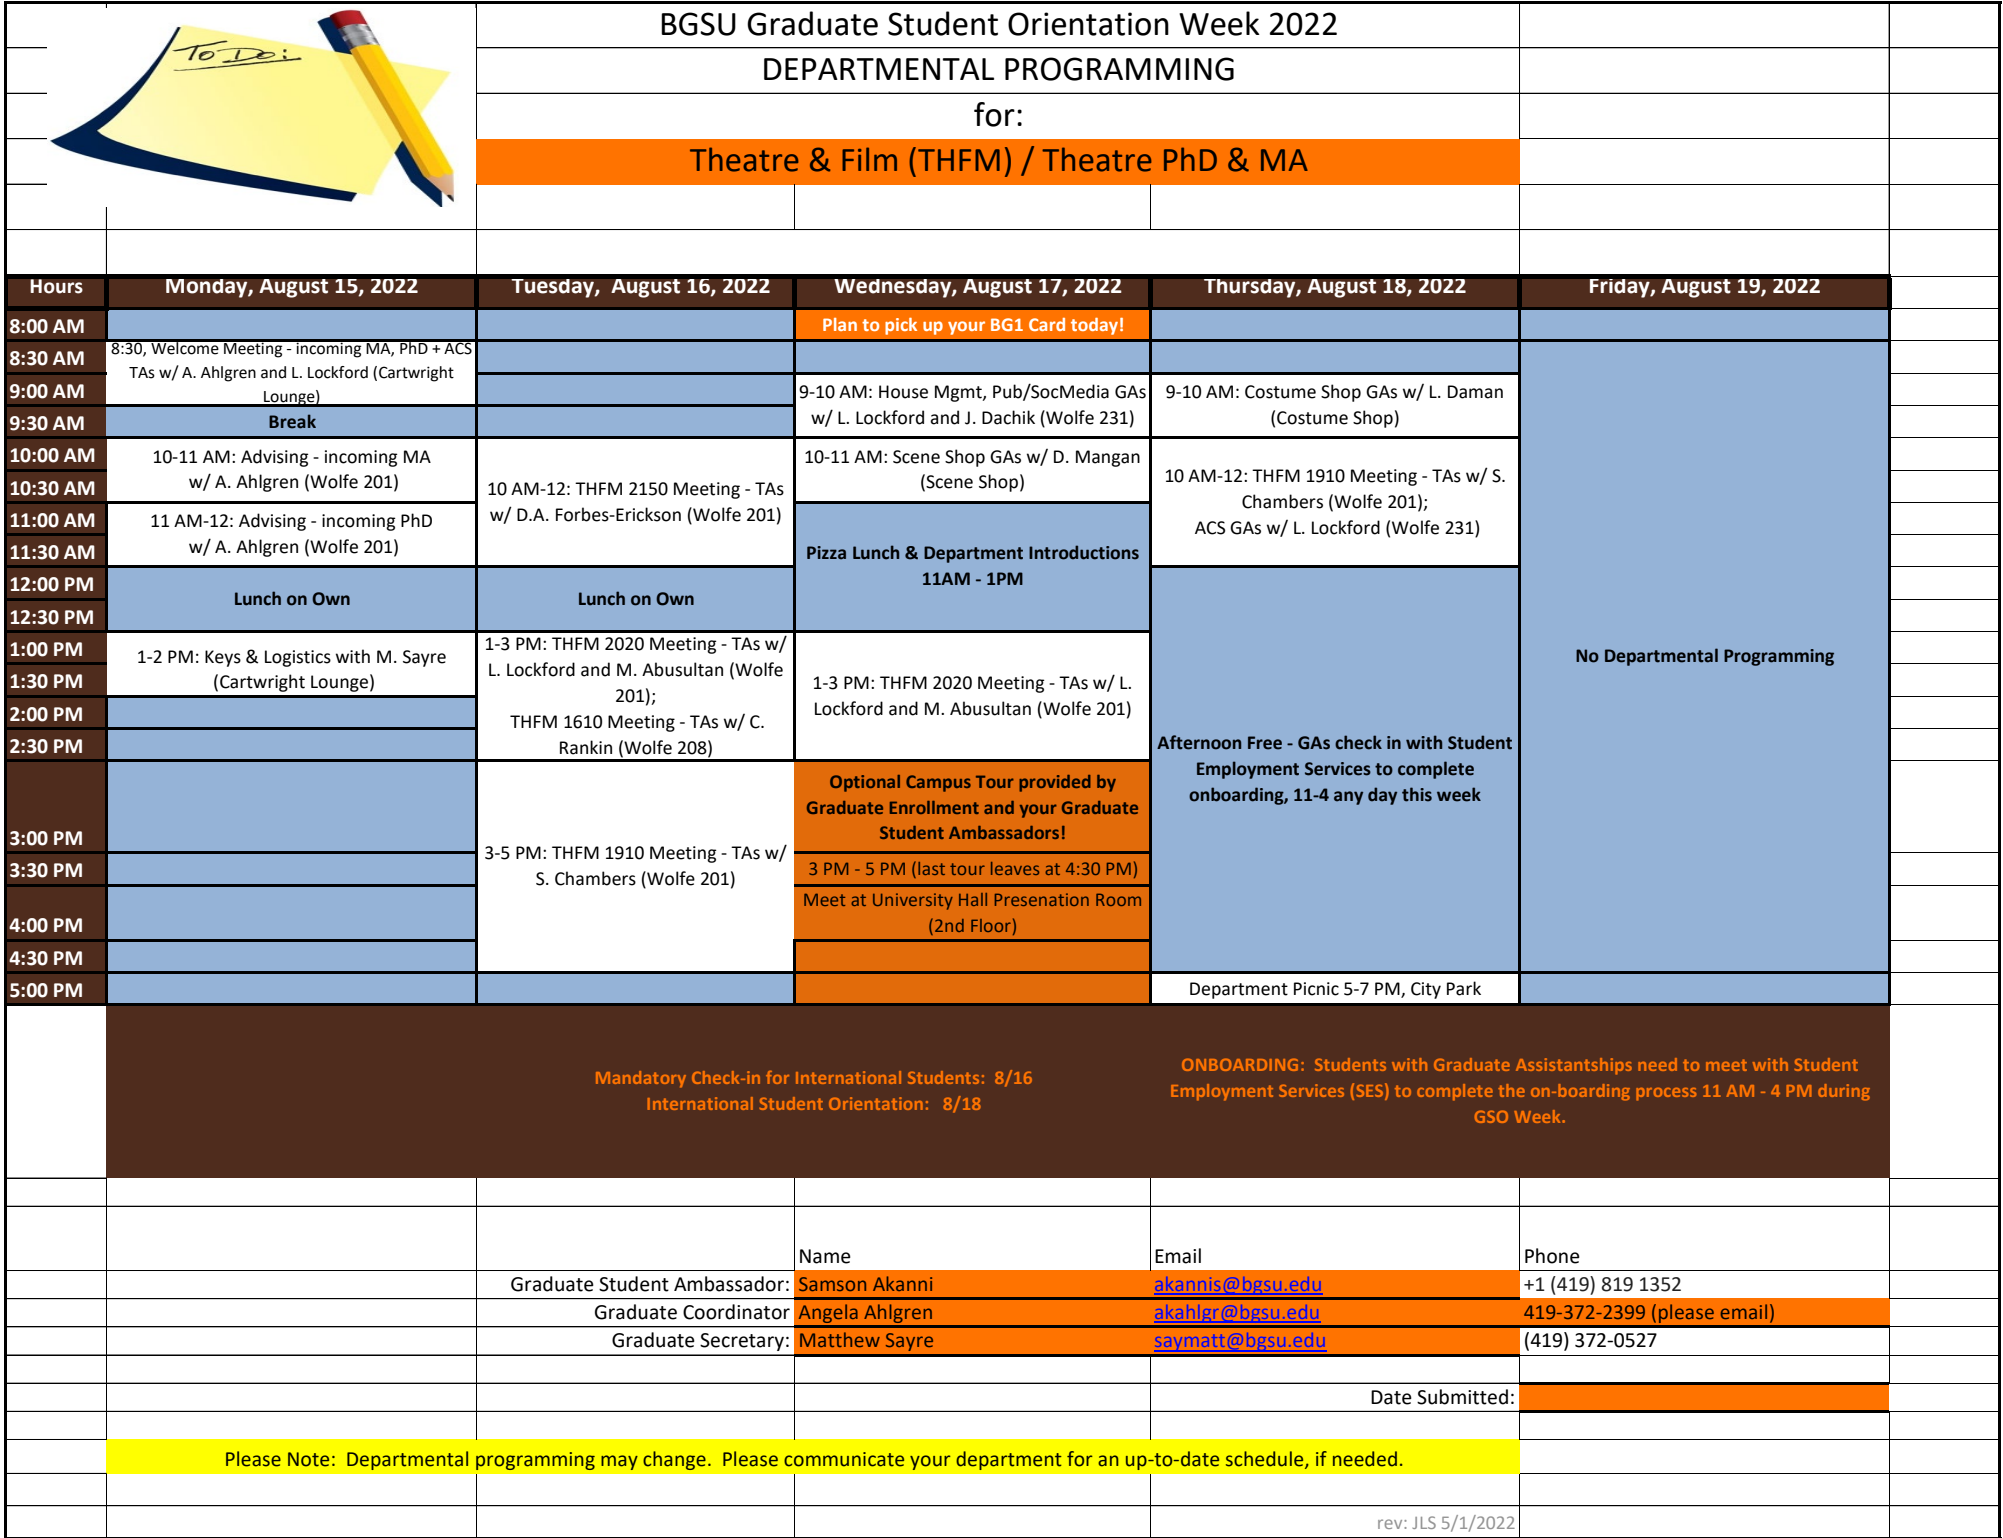 To Do:
BGSU Graduate Student Orientation Week 2022
DEPARTMENTAL PROGRAMMING
for:
Theatre & Film (THFM) / Theatre PhD & MA
Hours
Monday, August 15, 2022
Tuesday,  August 16, 2022
Wednesday, August 17, 2022
Thursday, August 18, 2022
Friday, August 19, 2022
8:00 AM
8:30 AM
9:00 AM
9:30 AM
10:00 AM
10:30 AM
11:00 AM
11:30 AM
12:00 PM
12:30 PM
1:00 PM
1:30 PM
2:00 PM
2:30 PM
3:00 PM
3:30 PM
4:00 PM
4:30 PM
5:00 PM
8:30, Welcome Meeting - incoming MA, PhD + ACS
TAs w/ A. Ahlgren and L. Lockford (Cartwright
Lounge)
Break
10-11 AM: Advising - incoming MA
w/ A. Ahlgren (Wolfe 201)
11 AM-12: Advising - incoming PhD
w/ A. Ahlgren (Wolfe 201)
Lunch on Own
1-2 PM: Keys & Logistics with M. Sayre
(Cartwright Lounge)
10 AM-12: THFM 2150 Meeting - TAs
w/ D.A. Forbes-Erickson (Wolfe 201)
Lunch on Own
1-3 PM: THFM 2020 Meeting - TAs w/
L. Lockford and M. Abusultan (Wolfe
201);
THFM 1610 Meeting - TAs w/ C.
Rankin (Wolfe 208)
3-5 PM: THFM 1910 Meeting - TAs w/
S. Chambers (Wolfe 201)
Plan to pick up your BG1 Card today!
9-10 AM: House Mgmt, Pub/SocMedia GAs
w/ L. Lockford and J. Dachik (Wolfe 231)
10-11 AM: Scene Shop GAs w/ D. Mangan
(Scene Shop)
Pizza Lunch & Department Introductions
11AM - 1PM
1-3 PM: THFM 2020 Meeting - TAs w/ L.
Lockford and M. Abusultan (Wolfe 201)
Optional Campus Tour provided by
Graduate Enrollment and your Graduate
Student Ambassadors!
3 PM - 5 PM (last tour leaves at 4:30 PM)
Meet at University Hall Presenation Room
(2nd Floor)
9-10 AM: Costume Shop GAs w/ L. Daman
(Costume Shop)
10 AM-12: THFM 1910 Meeting - TAs w/ S.
Chambers (Wolfe 201);
ACS GAs w/ L. Lockford (Wolfe 231)
Afternoon Free - GAs check in with Student
Employment Services to complete
onboarding, 11-4 any day this week
Department Picnic 5-7 PM, City Park
No Departmental Programming
Mandatory Check-in for International Students:  8/16
International Student Orientation:   8/18
ONBOARDING:  Students with Graduate Assistantships need to meet with Student
Employment Services (SES) to complete the on-boarding process 11 AM - 4 PM during
GSO Week.
Name
Email
Phone
Graduate Student Ambassador: Samson Akanni akannis@bgsu.edu +1 (419) 819 1352
Graduate Coordinator Angela Ahlgren akahlgr@bgsu.edu 419-372-2399 (please email)
Graduate Secretary: Matthew Sayre saymatt@bgsu.edu (419) 372-0527
Date Submitted:
Please Note:  Departmental programming may change.  Please communicate your department for an up-to-date schedule, if needed.
rev: JLS 5/1/2022